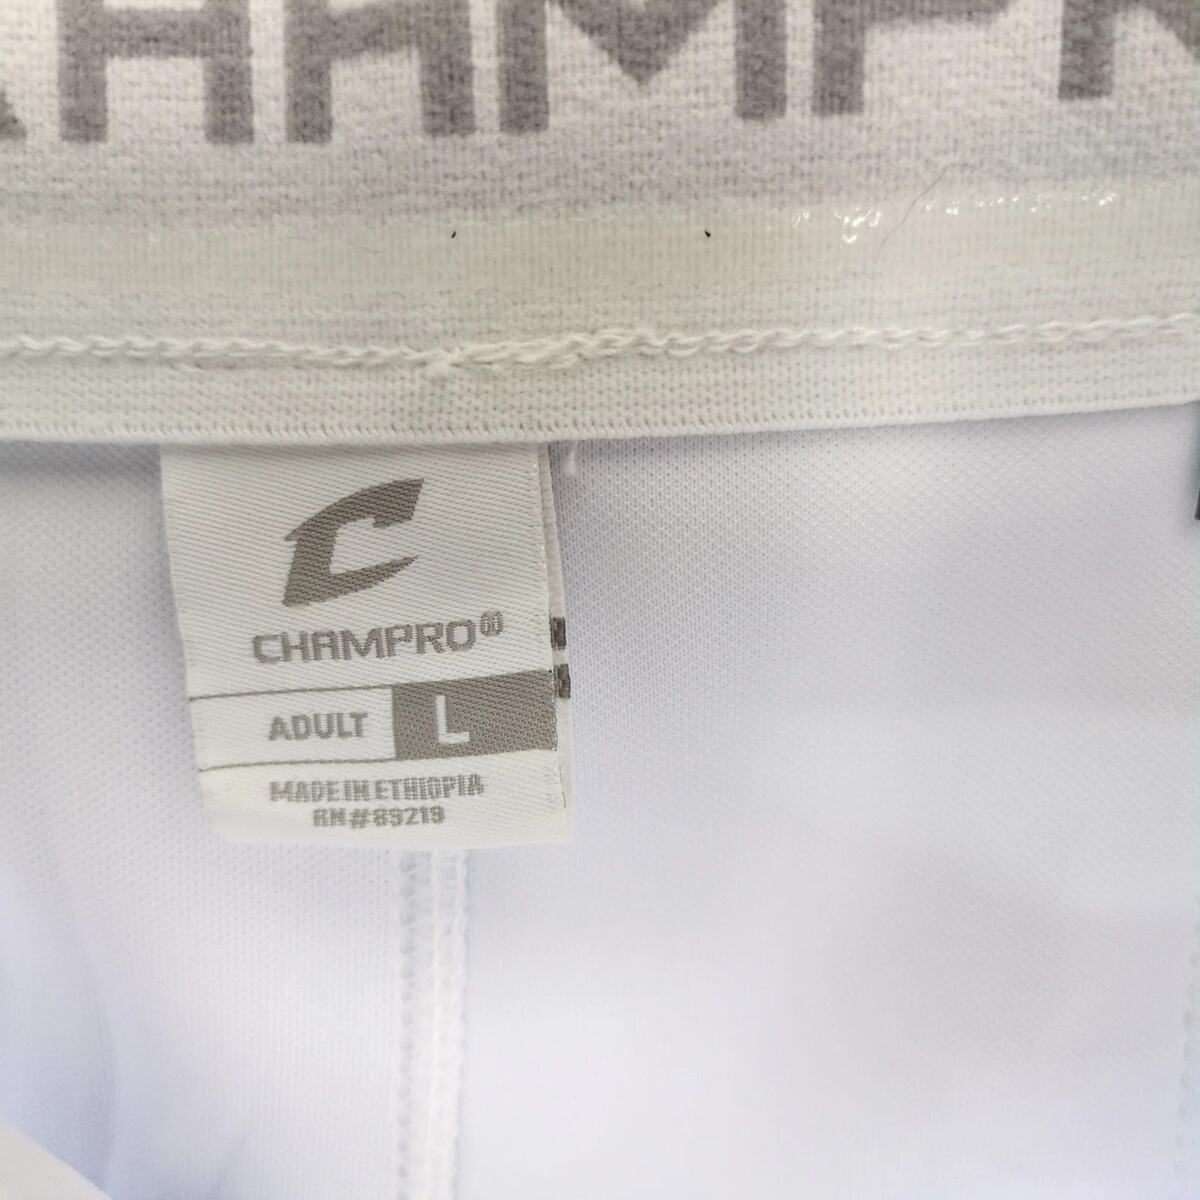 CHAMPR
CHAMPRO®
ADULT L
MADE IN ETHIOPIA
RN#89219